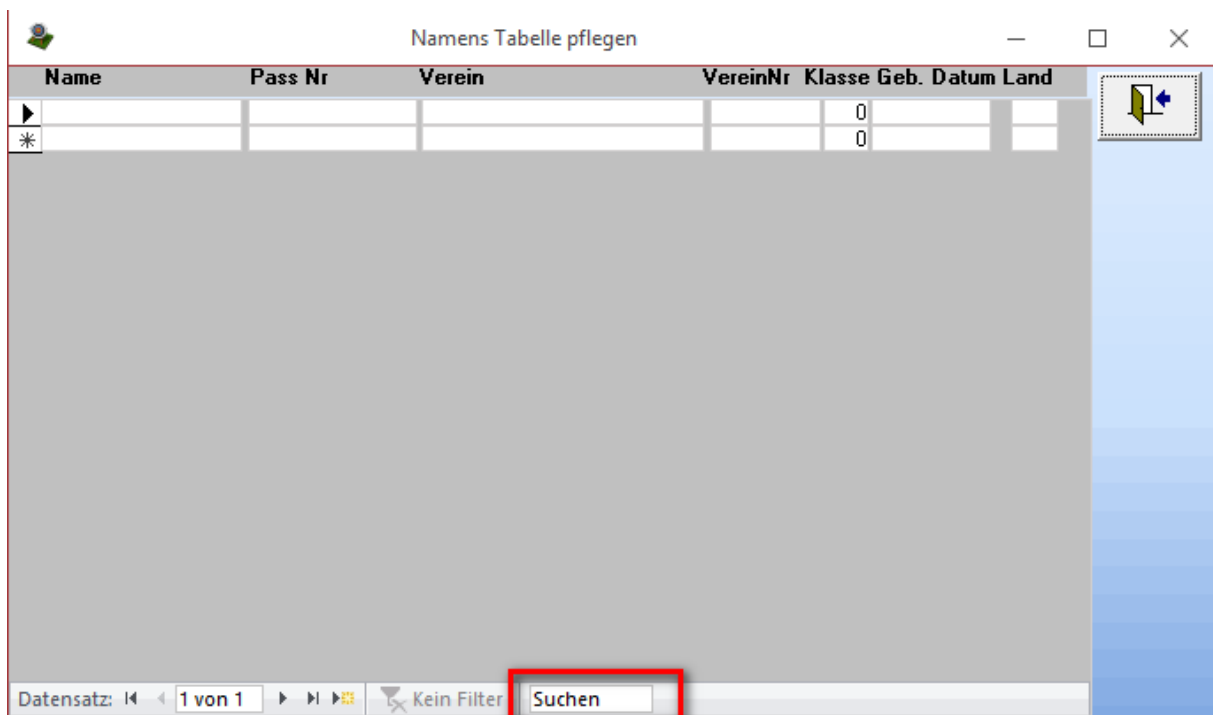 Namens Tabelle pflegen
Name Pass Nr Verein VereinNr Klasse Geb. Datum Land
0
0
Datensatz: 1 von 1 Kein Filter Suchen